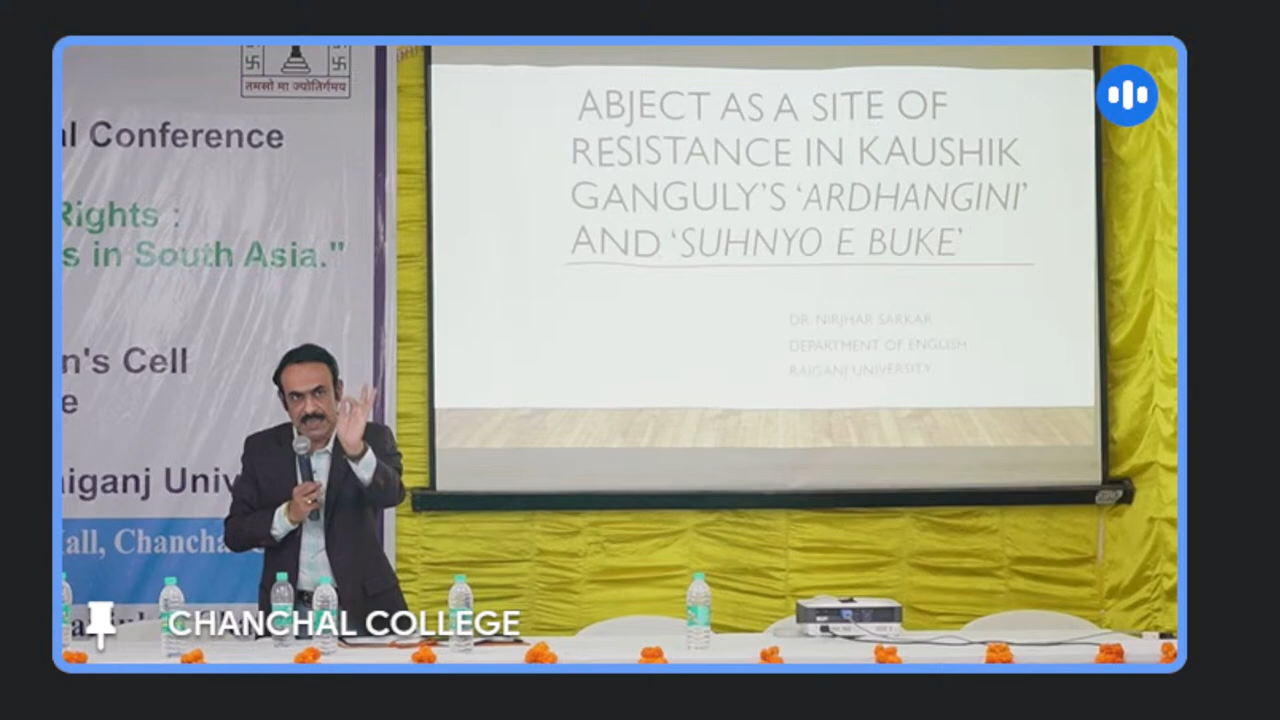 तमसो मा ज्योतिर्गमय
al Conference
Rights :
s in South Asia."
n's Cell
e
aiganj Univ
all, Chancha
ABJECT AS A SITE OF
RESISTANCE IN KAUSHIK
GANGULY'S 'ARDHANGINI'
AND 'SUHNYO E BUKE'
DR. NIRJHAR SARKAR
DEPARTMENT OF ENGLISH
RAIGANJ UNIVERSITY
CHANCHAL COLLEGE